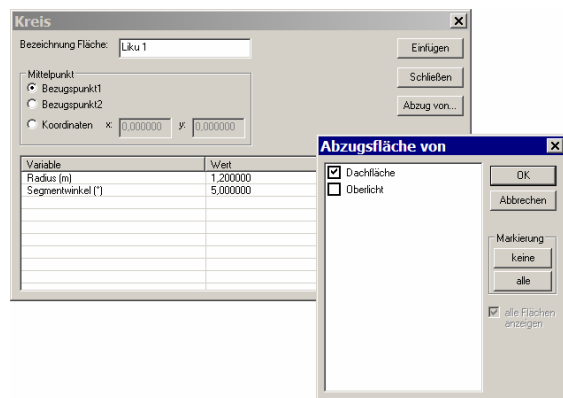 Kreis
Bezeichnung Fläche: Liku 1
Einfügen
Schließen
Abzug von...
Mittelpunkt
Bezugspunkt1
Bezugspunkt2
Koordinaten x: 0,000000 y: 0,000000
Variable Wert
Radius (m) 1,200000
Segmentwinkel (°) 5,000000
Abzugsfläche von
Dachfläche
Oberlicht
OK
Abbrechen
Markierung
keine
alle
alle Flächen
anzeigen